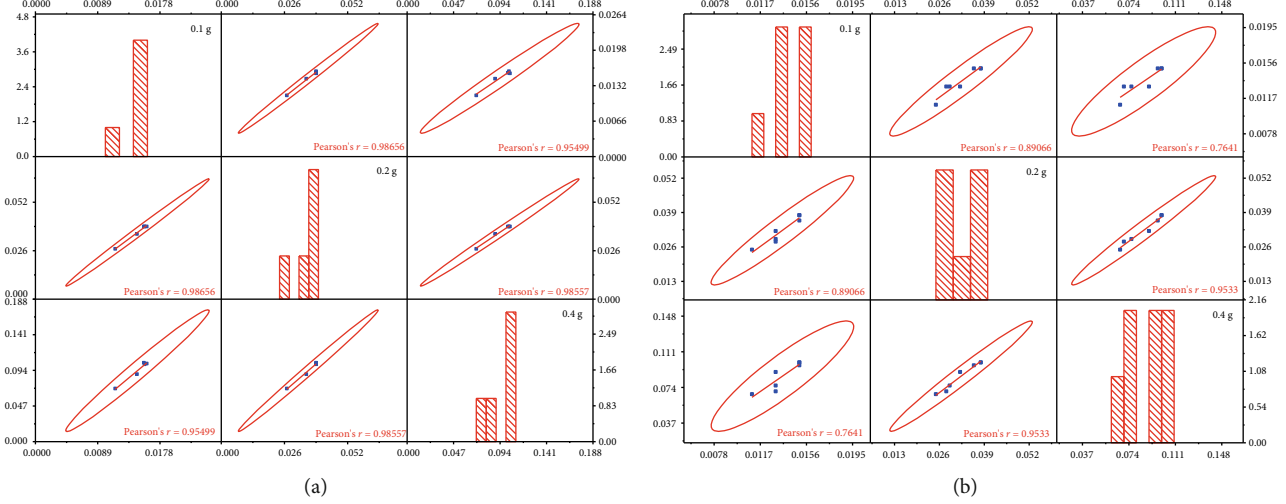 0.0000 0.0089 0.0178 0.026 0.052 0.000 0.094 0.141 0.188
0.0078 0.0117 0.0156 0.0195 0.013 0.026 0.039 0.052 0.037 0.074 0.111 0.148
4.8 3.6 2.4 1.2 0.0
0.1 g
Pearson's r = 0.98656
Pearson's r = 0.95499
0.0264 0.0198 0.0132 0.0066 0.0000
2.49 1.66 0.83 0.00
0.1 g
Pearson's r = 0.89066
Pearson's r = 0.7641
0.0195 0.0156 0.0117 0.0078
0.052 0.026 0.000
Pearson's r = 0.98656
0.2 g
Pearson's r = 0.98557
0.052 0.026 0.000
0.052 0.039 0.026 0.013
Pearson's r = 0.89066
0.2 g
Pearson's r = 0.9533
0.052 0.039 0.026 0.013
0.188 0.141 0.094 0.047 0.000
Pearson's r = 0.95499
Pearson's r = 0.98557
0.4 g
2.49 1.66 0.83 0.00
0.148 0.111 0.074 0.037
Pearson's r = 0.7641
Pearson's r = 0.9533
0.4 g
2.16 1.62 1.08 0.54 0.00
0.0000 0.0089 0.0178 0.000 0.026 0.052 0.047 0.094 0.141 0.188
0.0078 0.0117 0.0156 0.0195 0.013 0.026 0.039 0.052 0.037 0.074 0.111 0.148
(a)
(b)